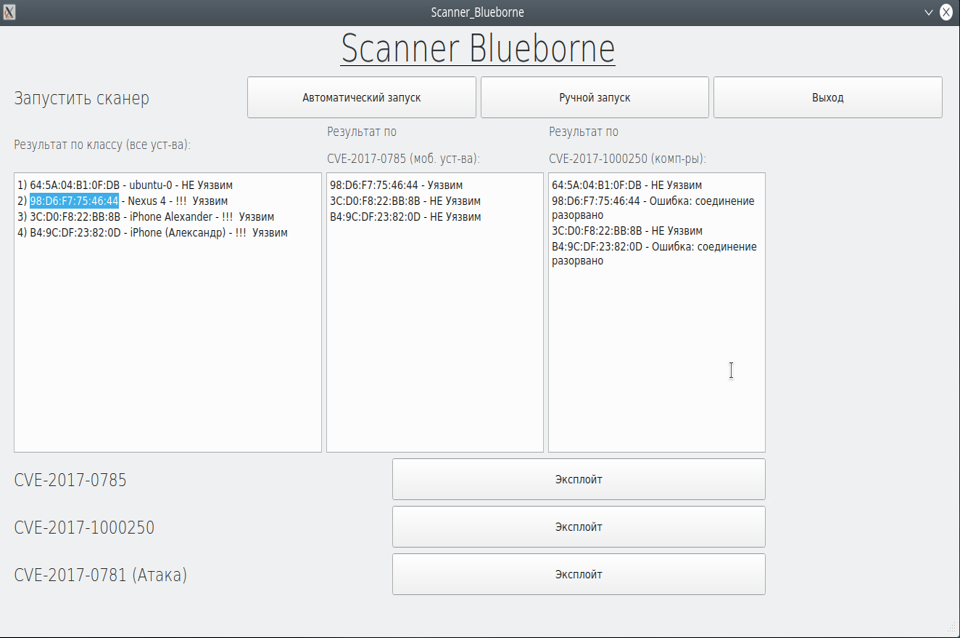 Scanner_Blueborne
Scanner Blueborne
Запустить сканер
Автоматический запуск
Ручной запуск
Выход
Результат по классу (все уст-ва):
Результат по
CVE-2017-0785 (моб. уст-ва):
Результат по
CVE-2017-1000250 (комп-ры):
1) 64:5A:04:B1:0F:DB - ubuntu-0 - НЕ Уязвим
2) 98:D6:F7:75:46:44 - Nexus 4 - !!! Уязвим
3) 3C:D0:F8:22:BB:8B - iPhone Alexander - !!! Уязвим
4) B4:9C:DF:23:82:0D - iPhone (Александр) - !!! Уязвим
98:D6:F7:75:46:44 - Уязвим
3C:D0:F8:22:BB:8B - НЕ Уязвим
B4:9C:DF:23:82:0D - НЕ Уязвим
64:5A:04:B1:0F:DB - НЕ Уязвим
98:D6:F7:75:46:44 - Ошибка: соединение
разорвано
3C:D0:F8:22:BB:8B - НЕ Уязвим
B4:9C:DF:23:82:0D - Ошибка: соединение
разорвано
CVE-2017-0785
Эксплойт
CVE-2017-1000250
Эксплойт
CVE-2017-0781 (Атака)
Эксплойт